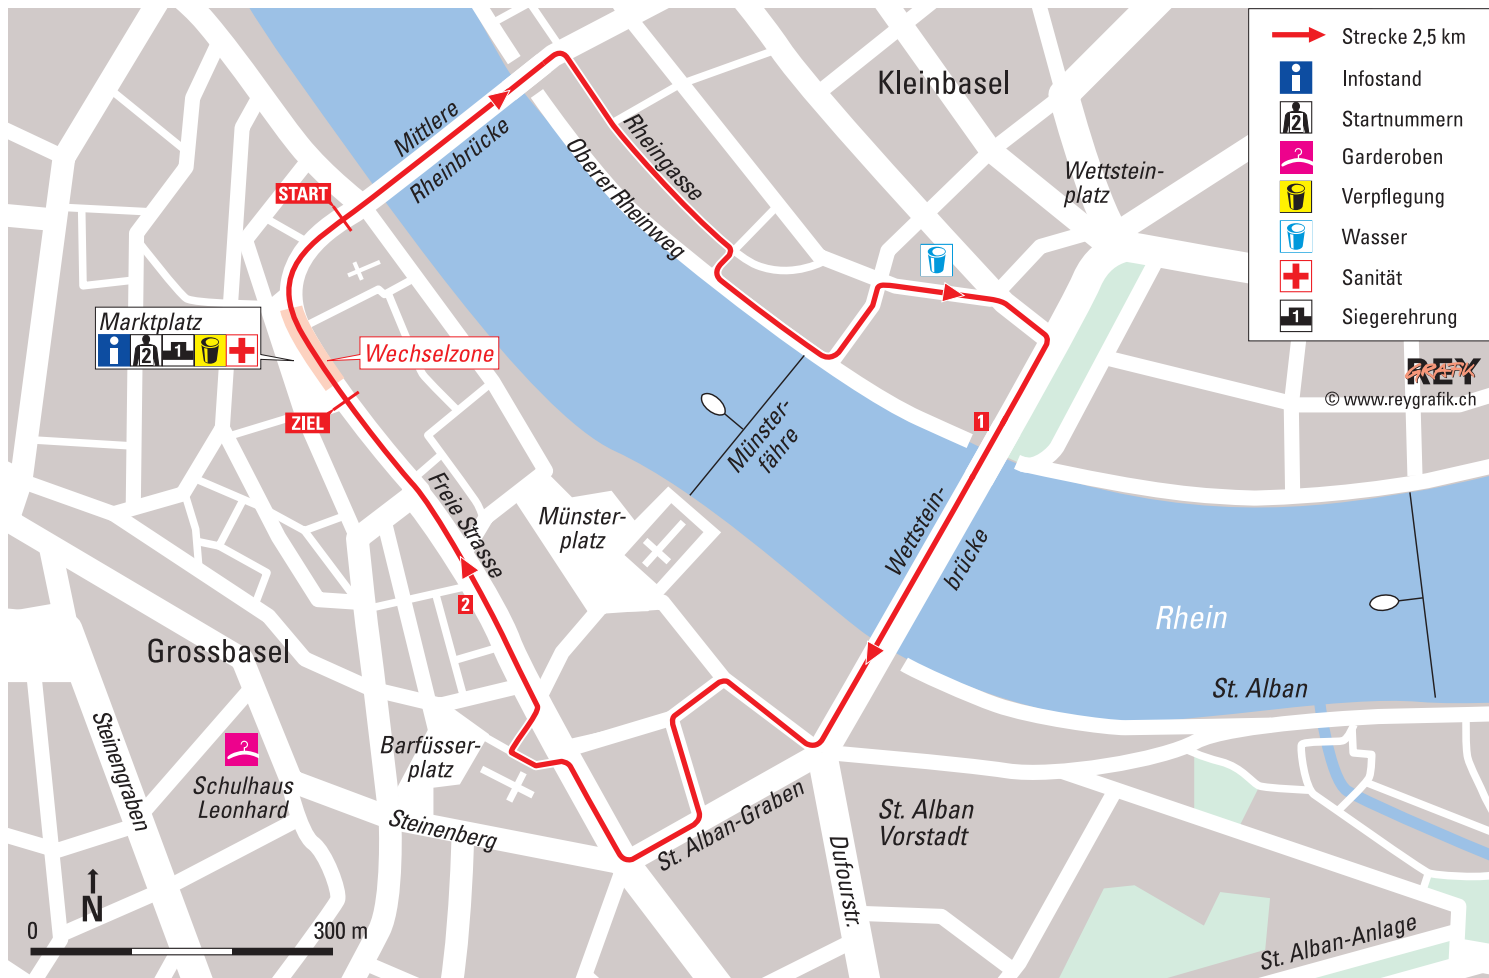 Strecke 2,5 km
Infostand
2
Startnummern
Garderoben
Verpflegung
Wasser
Sanität
1
Siegerehrung
REY
GRAFIK
© www.reygrafik.ch
Kleinbasel
Wettstein-
platz
Mittlere
Rheinbrücke
Rheingasse
Oberer Rheinweg
START
Marktplatz
i 2 1
Wechselzone
ZIEL
Münster-
fähre
1
Wettstein-
brücke
Freie Strasse
Münster-
platz
2
Rhein
St. Alban
Grossbasel
Steinengraben
Schulhaus
Leonhard
Barfüsser-
platz
Steinenberg
St. Alban-Graben
St. Alban
Vorstadt
Dufourstr.
St. Alban-Anlage
N
0 300 m